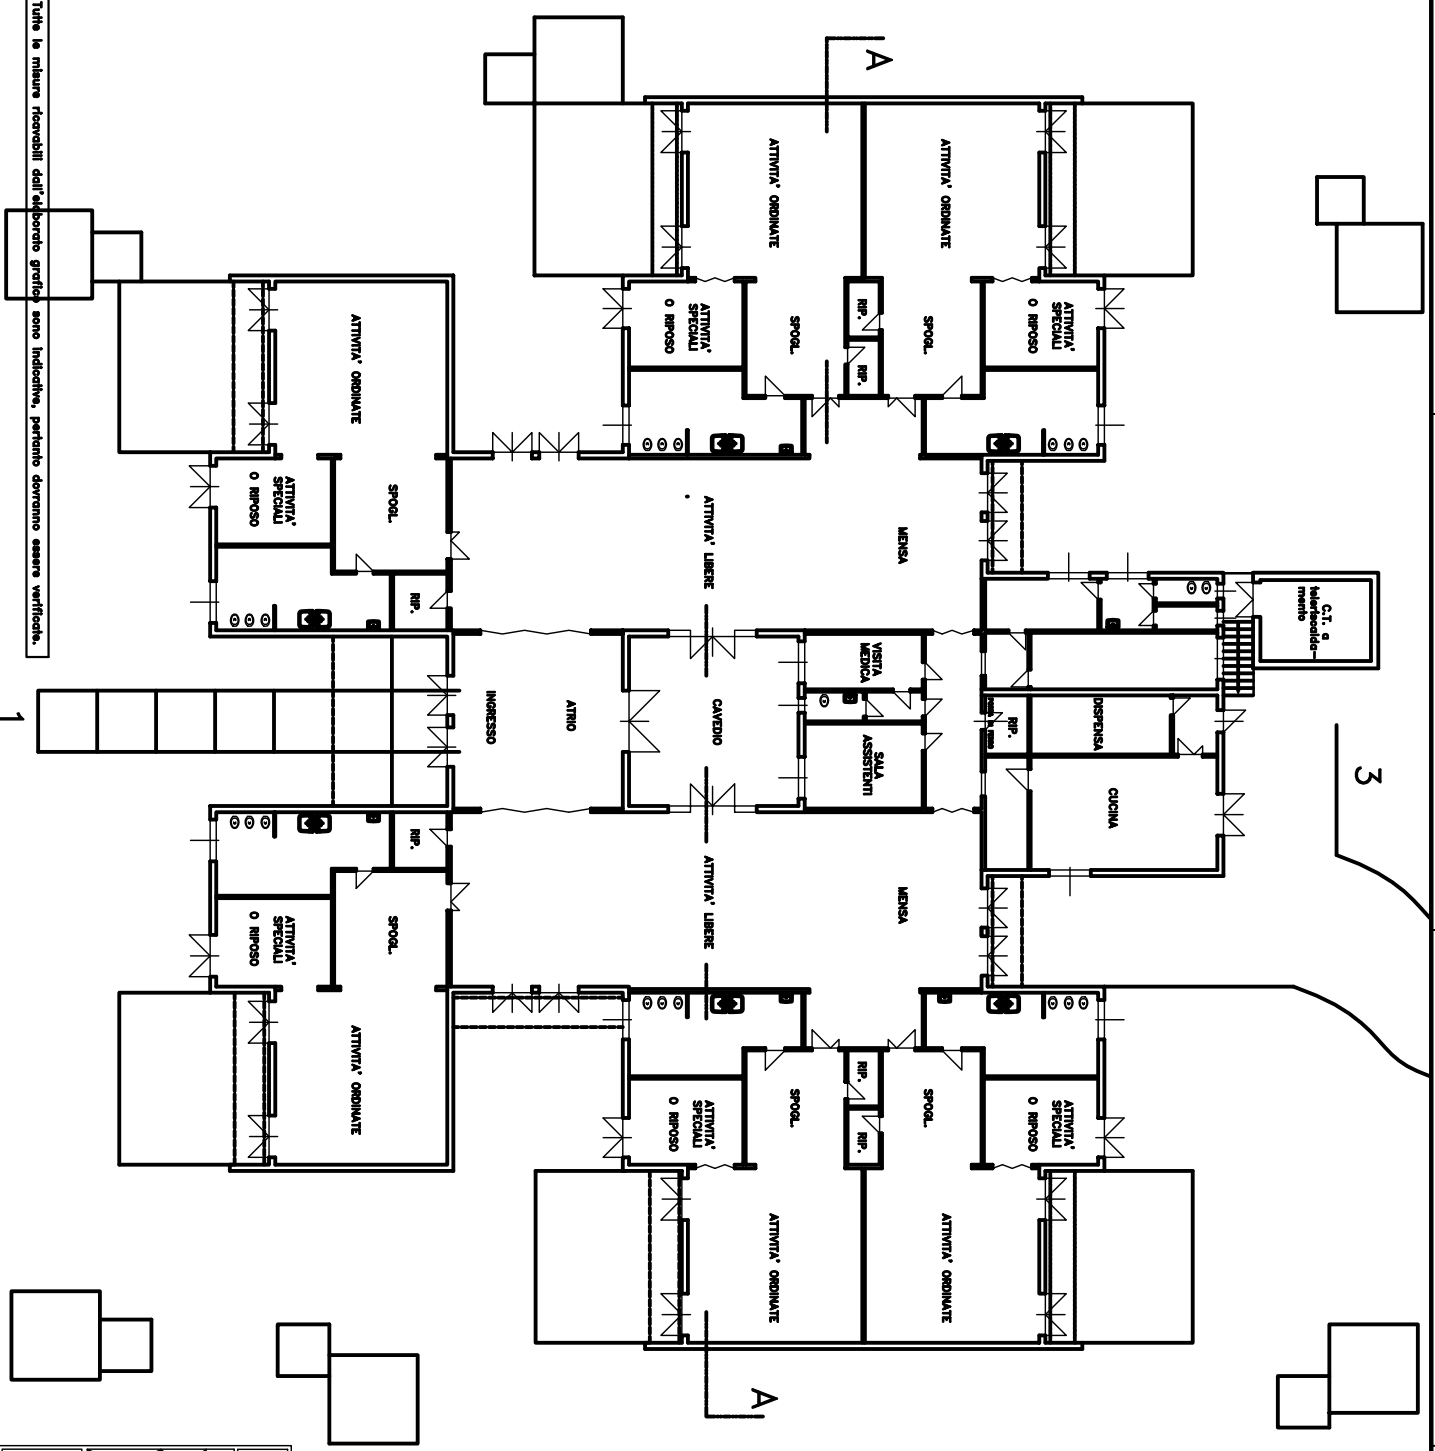 3
C.T. a
teleriscalda-
mento
CUCINA
DISPENSA
ATTIVITA'
SPECIALI
O RIPOSO
ATTIVITA'
SPECIALI
O RIPOSO
RIP.
ATTIVITA' ORDINATE
ATTIVITA' ORDINATE
SPOGL.
SPOGL.
MENSA
MENSA
A
VISITA
MEDICA
SALA
ASSISTENTI
RIP.
RIP.
RIP.
RIP.
SPOGL.
SPOGL.
ATTIVITA' ORDINATE
ATTIVITA' ORDINATE
A
CAVEDIO
ATTIVITA' LIBERE
ATTIVITA' LIBERE
ATTIVITA'
SPECIALI
O RIPOSO
ATTIVITA'
SPECIALI
O RIPOSO
ATRIO
INGRESSO
RIP.
RIP.
SPOGL.
SPOGL.
ATTIVITA' ORDINATE
ATTIVITA' ORDINATE
ATTIVITA'
SPECIALI
O RIPOSO
ATTIVITA'
SPECIALI
O RIPOSO
Tutte le misure ricavabili dall'elaborato grafico sono indicative, pertanto dovranno essere verificate.
1